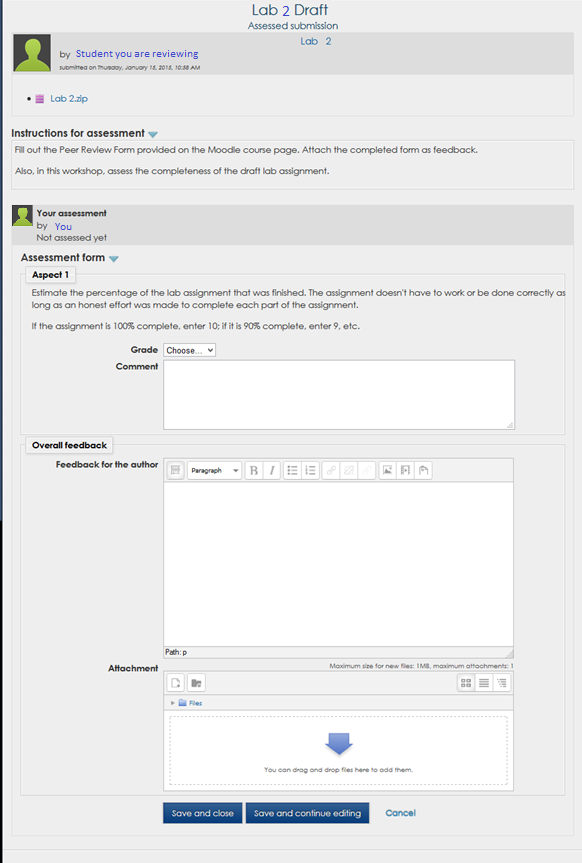 Lab 2 Draft
Assessed submission
Lab 2
by Student you are reviewing
submitted on Thursday, January 15, 2015, 10:58 AM
• Lab 2.zip
Instructions for assessment
Fill out the Peer Review Form provided on the Moodle course page. Attach the completed form as feedback.
Also, in this workshop, assess the completeness of the draft lab assignment.
Your assessment
by You
Not assessed yet
Assessment form
Aspect 1
Estimate the percentage of the lab assignment that was finished. The assignment doesn't have to work or be done correctly as
long as an honest effort was made to complete each part of the assignment.
If the assignment is 100% complete, enter 10; if it is 90% complete, enter 9, etc.
Grade Choose...
Comment
Overall feedback
Feedback for the author
Paragraph B I
Path: p
Maximum size for new files: 1MB, maximum attachments: 1
Attachment
Files
You can drag and drop files here to add them.
Save and close Save and continue editing Cancel